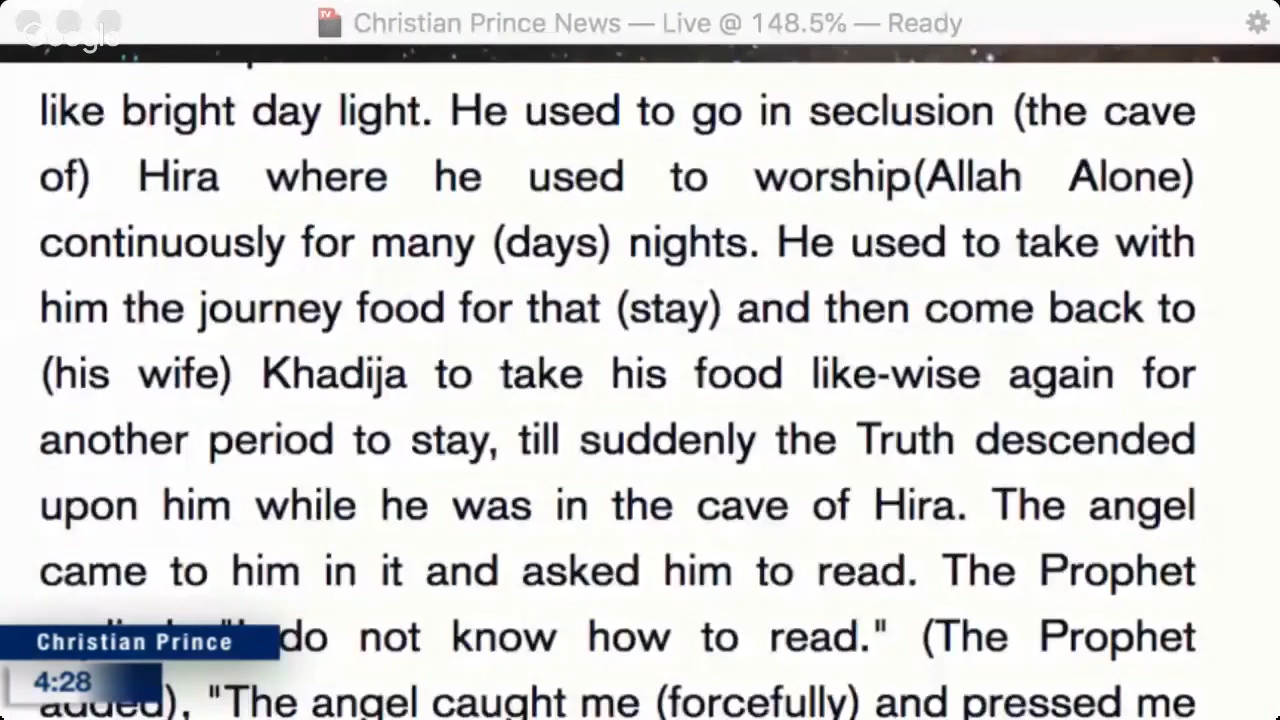 Christian Prince News — Live @ 148.5% — Ready
Google
like bright day light. He used to go in seclusion (the cave
of) Hira where he used to worship(Allah Alone)
continuously for many (days) nights. He used to take with
him the journey food for that (stay) and then come back to
(his wife) Khadija to take his food like-wise again for
another period to stay, till suddenly the Truth descended
upon him while he was in the cave of Hira. The angel
came to him in it and asked him to read. The Prophet
do not know how to read." (The Prophet
Christian Prince
4:28
added), "The angel caught me (forcefully) and pressed me